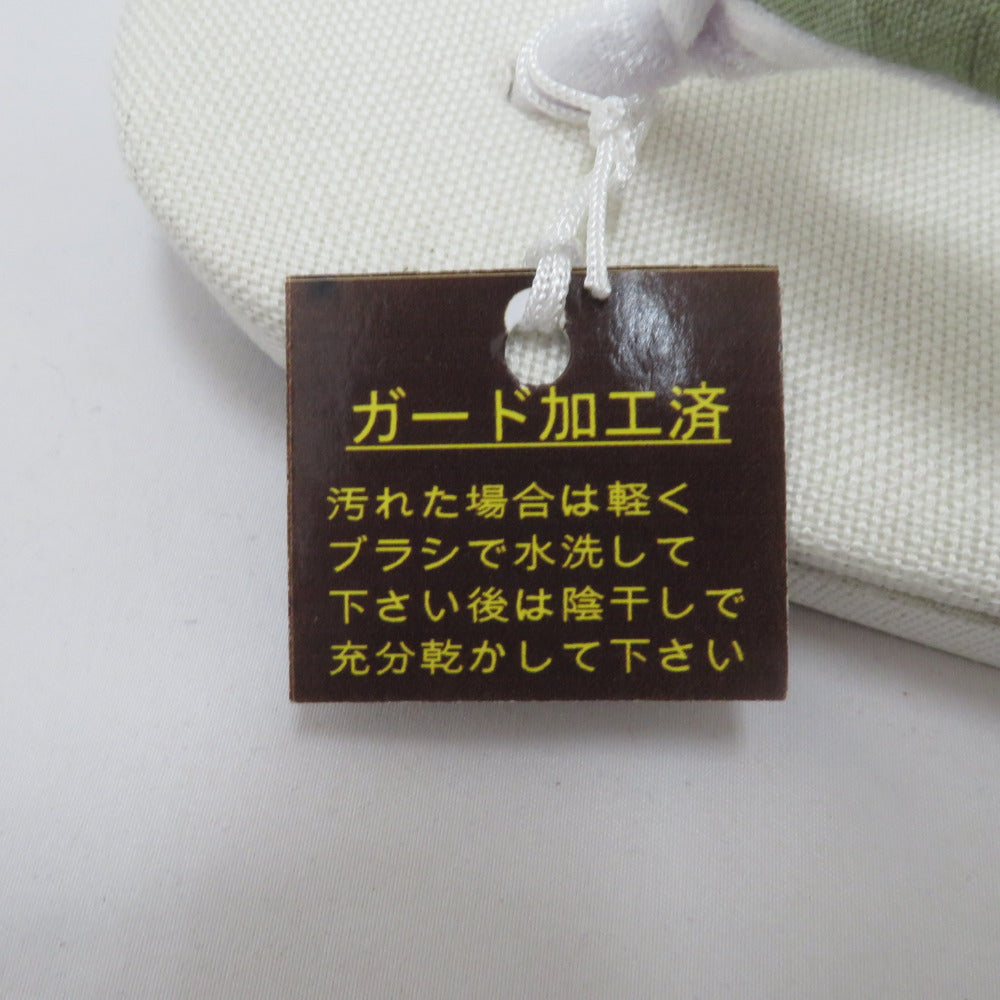 ガード加工済
汚れた場合は軽く
ブラシで水洗して
下さい後は陰干しで
充分乾かして下さい